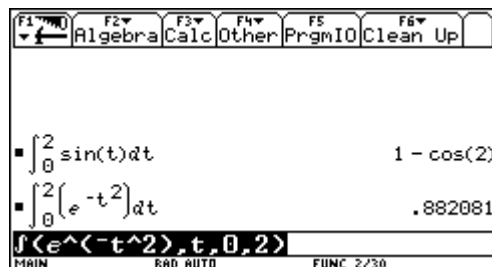 F1 F2 Algebra F3 Calc F4 Other F5 PrgmIO F6 Clean Up
∫₀² sin(t)dt 1 - cos(2)
∫₀² (e^(-t²))dt .882081
∫(e^(-t^2),t,0,2)
MAIN RAD AUTO FUNC 2/30